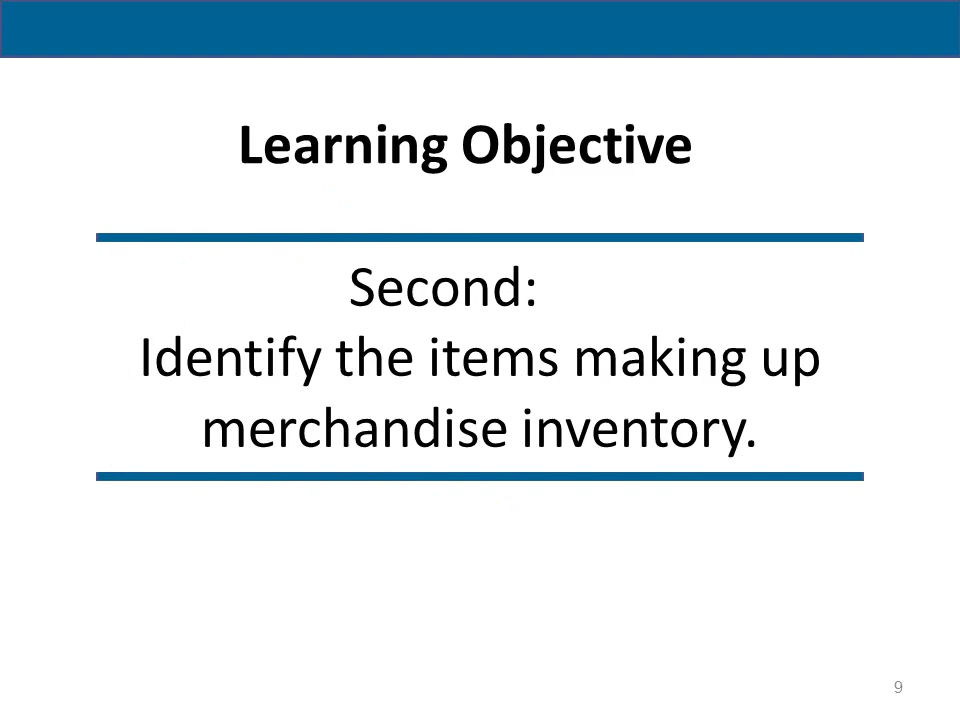 Learning Objective
Second:
Identify the items making up
merchandise inventory.
9